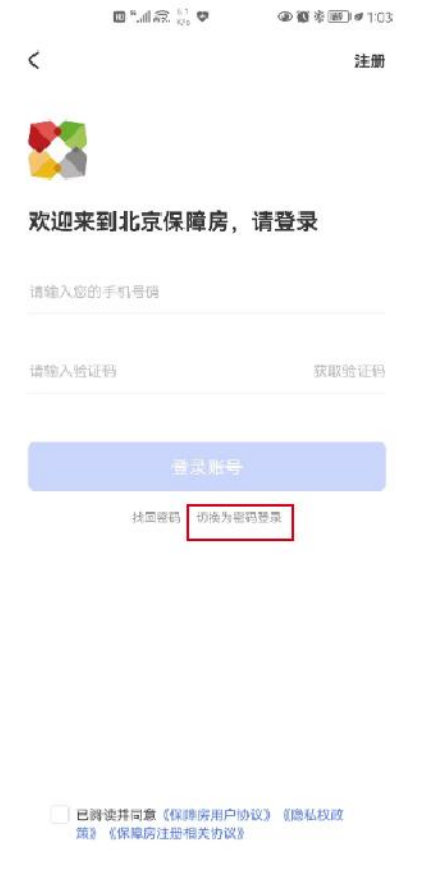 1:03
注册
欢迎来到北京保障房，请登录
请输入您的手机号码
请输入验证码 获取验证码
登录账号
找回密码 切换为密码登录
已阅读并同意《保障房用户协议》《隐私权政
策》《保障房注册相关协议》